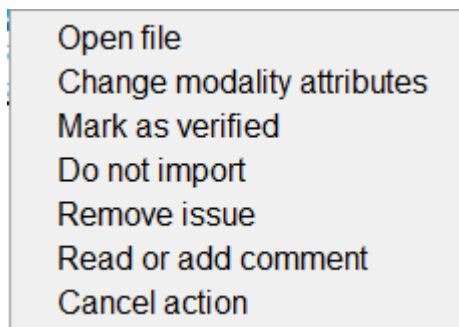 Open file
Change modality attributes
Mark as verified
Do not import
Remove issue
Read or add comment
Cancel action